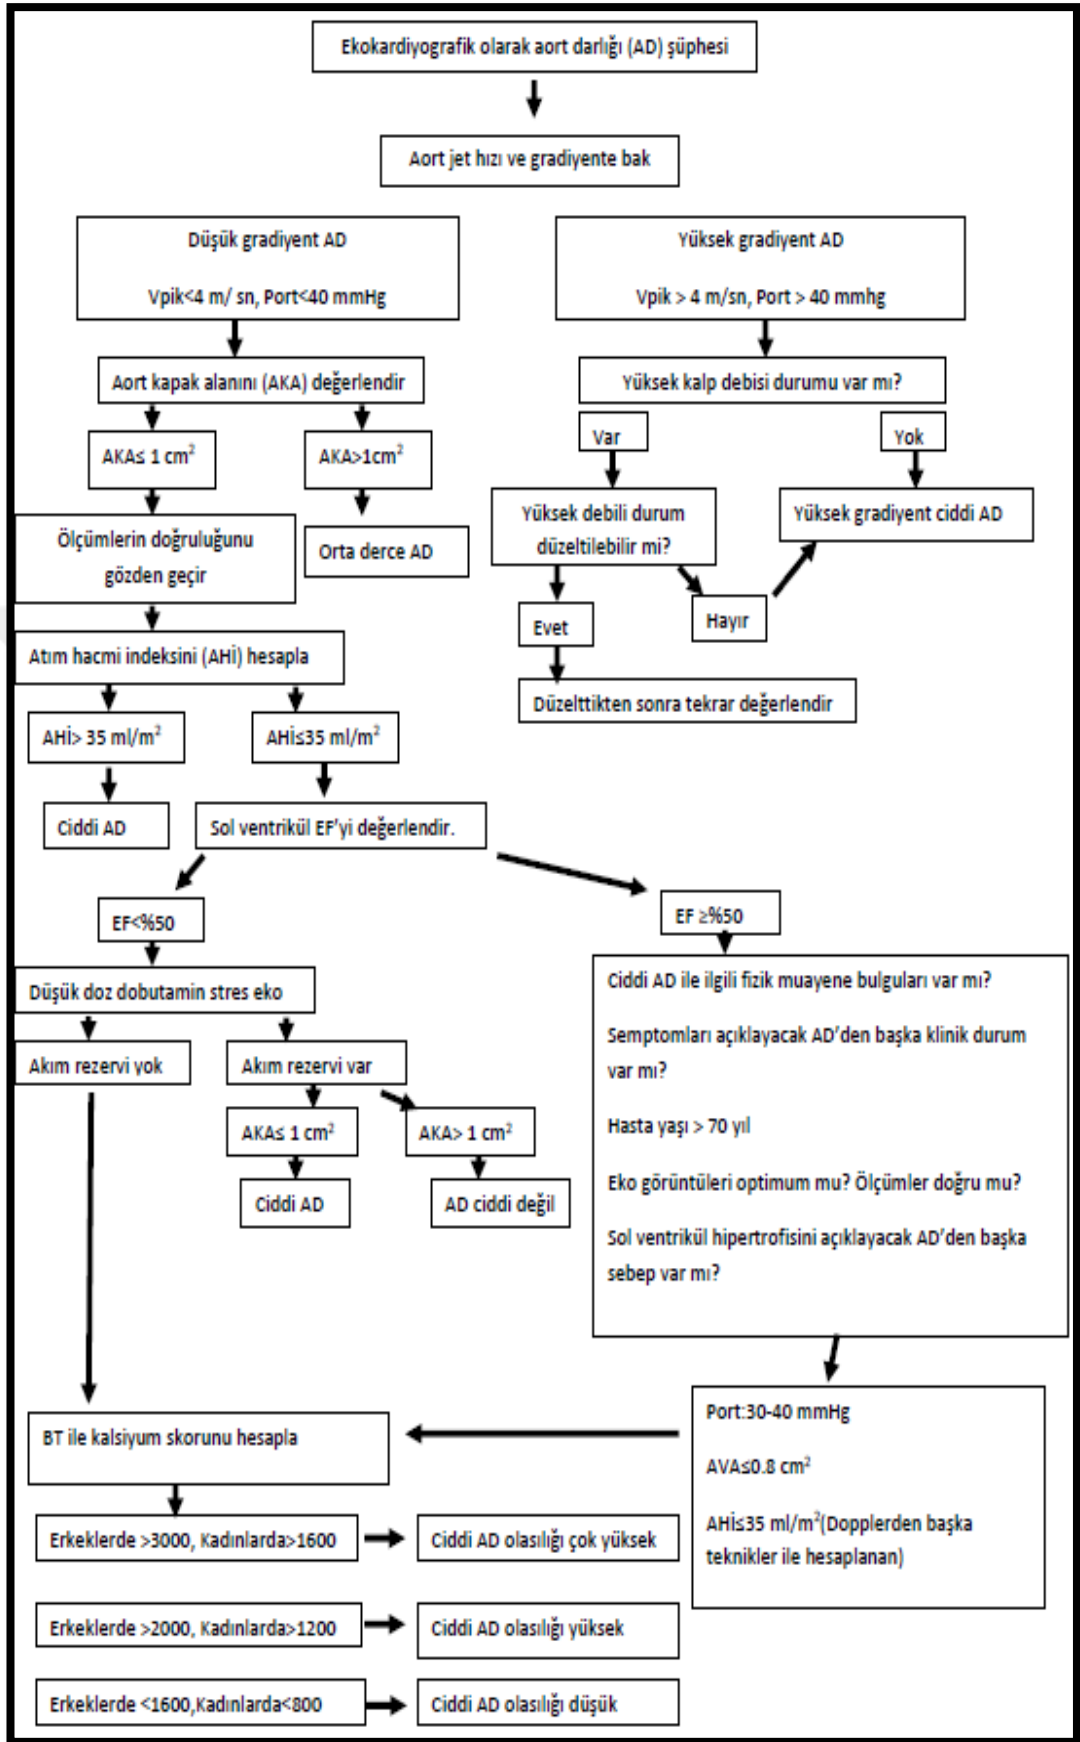 Ekokardiyografik olarak aort darlığı (AD) şüphesi
Aort jet hızı ve gradiyente bak
Düşük gradiyent AD
Vpik<4 m/ sn, Port<40 mmHg
Yüksek gradiyent AD
Vpik > 4 m/sn, Port > 40 mmhg
Aort kapak alanını (AKA) değerlendir
Yüksek kalp debisi durumu var mı?
AKA≤ 1 cm²
AKA>1cm²
Var
Yok
Ölçümlerin doğruluğunu
gözden geçir
Orta derce AD
Yüksek debili durum
düzeltilebilir mi?
Yüksek gradiyent ciddi AD
Evet
Hayır
Atım hacmi indeksini (AHİ) hesapla
Düzelttikten sonra tekrar değerlendir
AHİ> 35 ml/m²
AHİ≤35 ml/m²
Ciddi AD
Sol ventrikül EF'yi değerlendir.
EF<%50
EF ≥%50
Düşük doz dobutamin stres eko
Akım rezervi yok
Akım rezervi var
AKA≤ 1 cm²
AKA> 1 cm²
Ciddi AD
AD ciddi değil
Ciddi AD ile ilgili fizik muayene bulguları var mı?
Semptomları açıklayacak AD'den başka klinik durum
var mı?
Hasta yaşı > 70 yıl
Eko görüntüleri optimum mu? Ölçümler doğru mu?
Sol ventrikül hipertrofisini açıklayacak AD'den başka
sebep var mı?
Port:30-40 mmHg
AVA≤0.8 cm²
AHİ≤35 ml/m²(Dopplerden başka
teknikler ile hesaplanan)
BT ile kalsiyum skorunu hesapla
Erkeklerde >3000, Kadınlarda>1600
Ciddi AD olasılığı çok yüksek
Erkeklerde >2000, Kadınlarda>1200
Ciddi AD olasılığı yüksek
Erkeklerde <1600,Kadınlarda<800
Ciddi AD olasılığı düşük